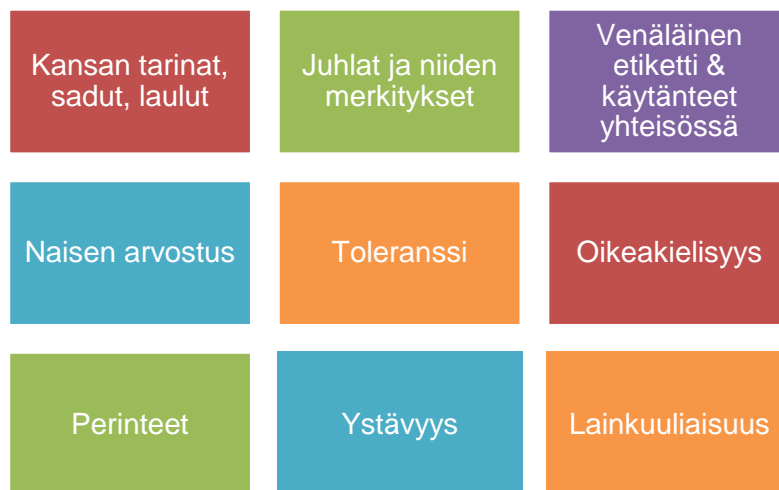 Kansan tarinat,
sadut, laulut
Juhlat ja niiden
merkitykset
Venäläinen
etiketti &
käytänteet
yhteisössä
Naisen arvostus
Toleranssi
Oikeakielisyys
Perinteet
Ystävyys
Lainkuuliaisuus